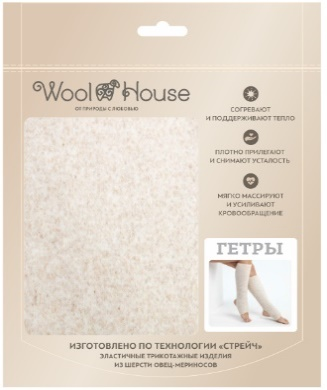 Wool House
ОТ ПРИРОДЫ С ЛЮБОВЬЮ
СОГРЕВАЮТ
И ПОДДЕРЖИВАЮТ ТЕПЛО
ПЛОТНО ПРИЛЕГАЮТ
И СНИМАЮТ УСТАЛОСТЬ
МЯГКО МАССИРУЮТ
И УСИЛИВАЮТ
КРОВООБРАЩЕНИЕ
ГЕТРЫ
ИЗГОТОВЛЕНО ПО ТЕХНОЛОГИИ «СТРЕЙЧ»
ЭЛАСТИЧНЫЕ ТРИКОТАЖНЫЕ ИЗДЕЛИЯ
ИЗ ШЕРСТИ ОВЕЦ-МЕРИНОСОВ